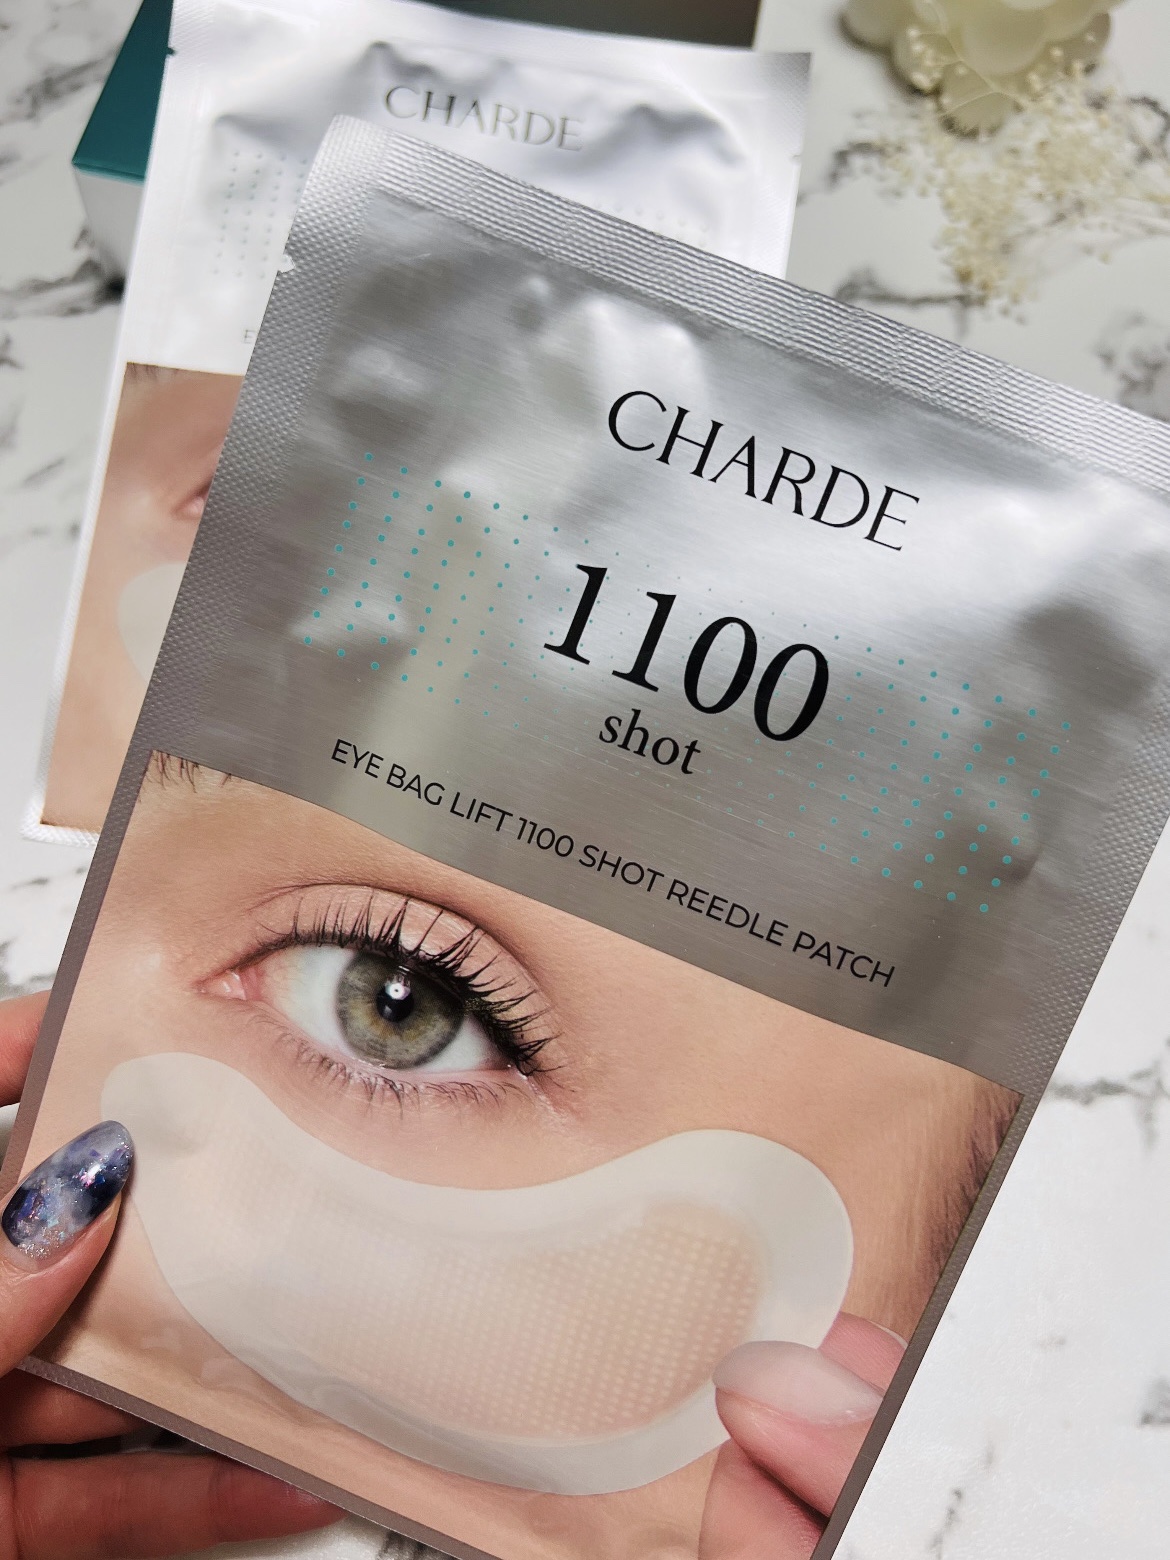 CHARDE
CHARDE
1100
shot
EYE BAG LIFT 1100 SHOT REEDLE PATCH